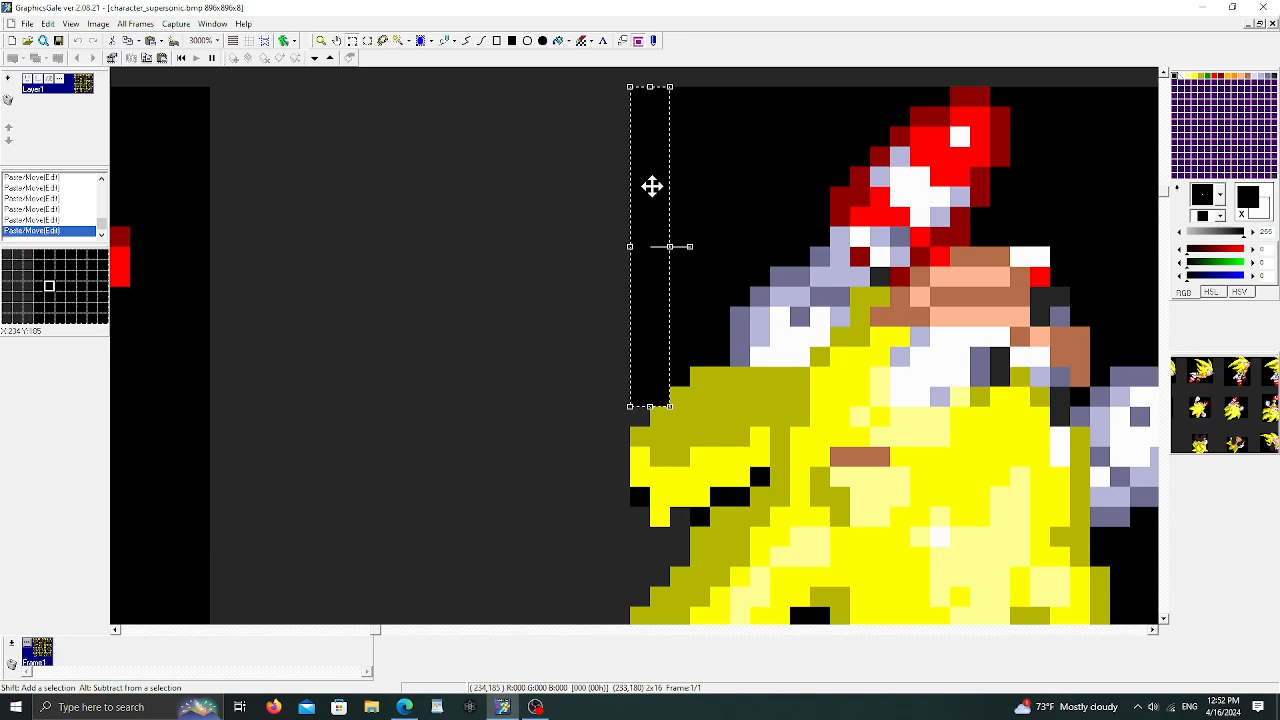 GraphicsGale ver.2.08.21 - [character_supersonic.bmp 896x896x8]
File Edit View Image All Frames Capture Window Help
3000%
Layer1
Paste/Move[Edit]
Paste/Move[Edit]
Paste/Move[Edit]
Paste/Move[Edit]
Paste/Move[Edit]
Paste/Move[Edit]
X:234 Y:105
X
255
0
0
0
RGB HSL HSV
Frame1
Shift: Add a selection Alt: Subtract from a selection
( 234,185 ) R:000 G:000 B:000 [000 (00h)] (233,180) 2x16 Frame:1/1
Type here to search
73°F Mostly cloudy
ENG
12:52 PM
4/16/2024